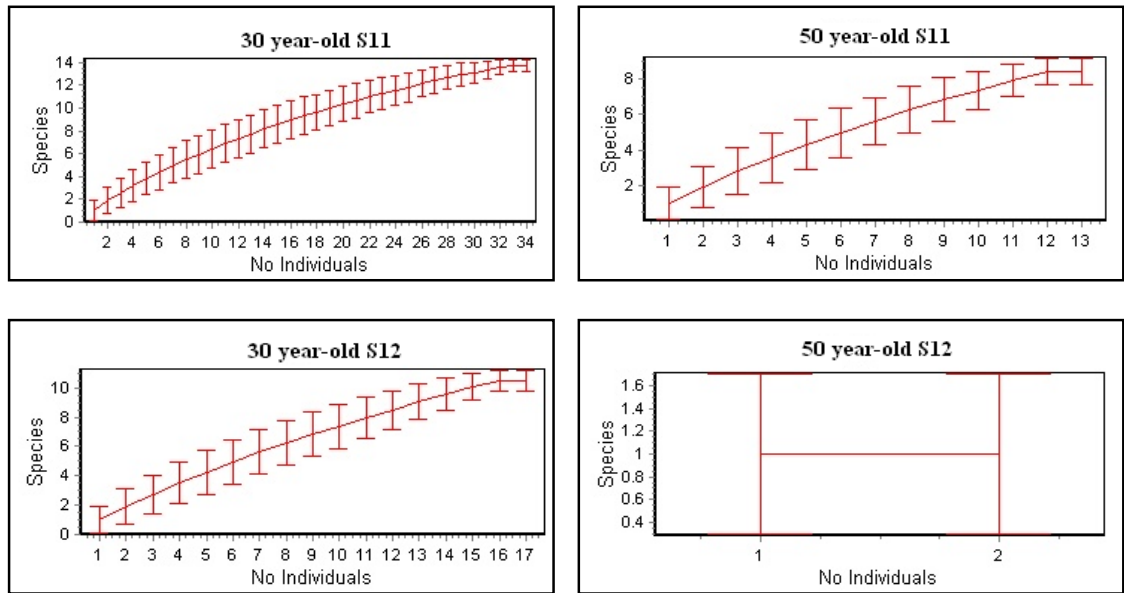 30 year-old S11
14
12
10
8
6
4
2
0
Species
2 4 6 8 10 12 14 16 18 20 22 24 26 28 30 32 34
No Individuals
50 year-old S11
8
6
4
2
Species
1 2 3 4 5 6 7 8 9 10 11 12 13
No Individuals
30 year-old S12
10
8
6
4
2
0
Species
1 2 3 4 5 6 7 8 9 10 11 12 13 14 15 16 17
No Individuals
50 year-old S12
1.6
1.4
1.2
1
0.8
0.6
0.4
Species
1 2
No Individuals